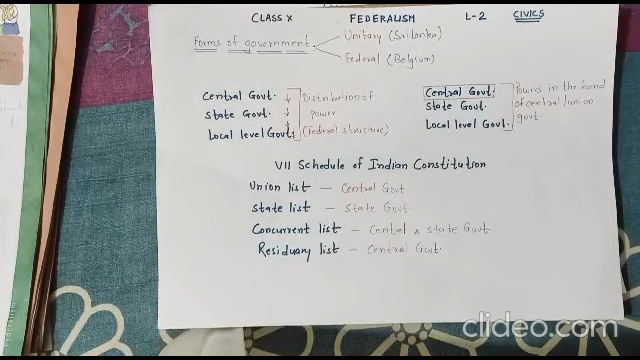 CLASS X FEDERALISM L-2 CIVICS
Forms of government
Unitary (Srilanka)
Federal (Belgium)
Central Govt.
State Govt.
Local level Govt.
Distribution of
power
(Federal structure)
Central Govt.
State Govt.
Local level Govt.
Powers in the hand
of central/union
govt.
VII Schedule of Indian Constitution
Union list — Central Govt
State list — State Govt.
Concurrent list — Central & State Govt
Residuary list — Central Govt.
clideo.com